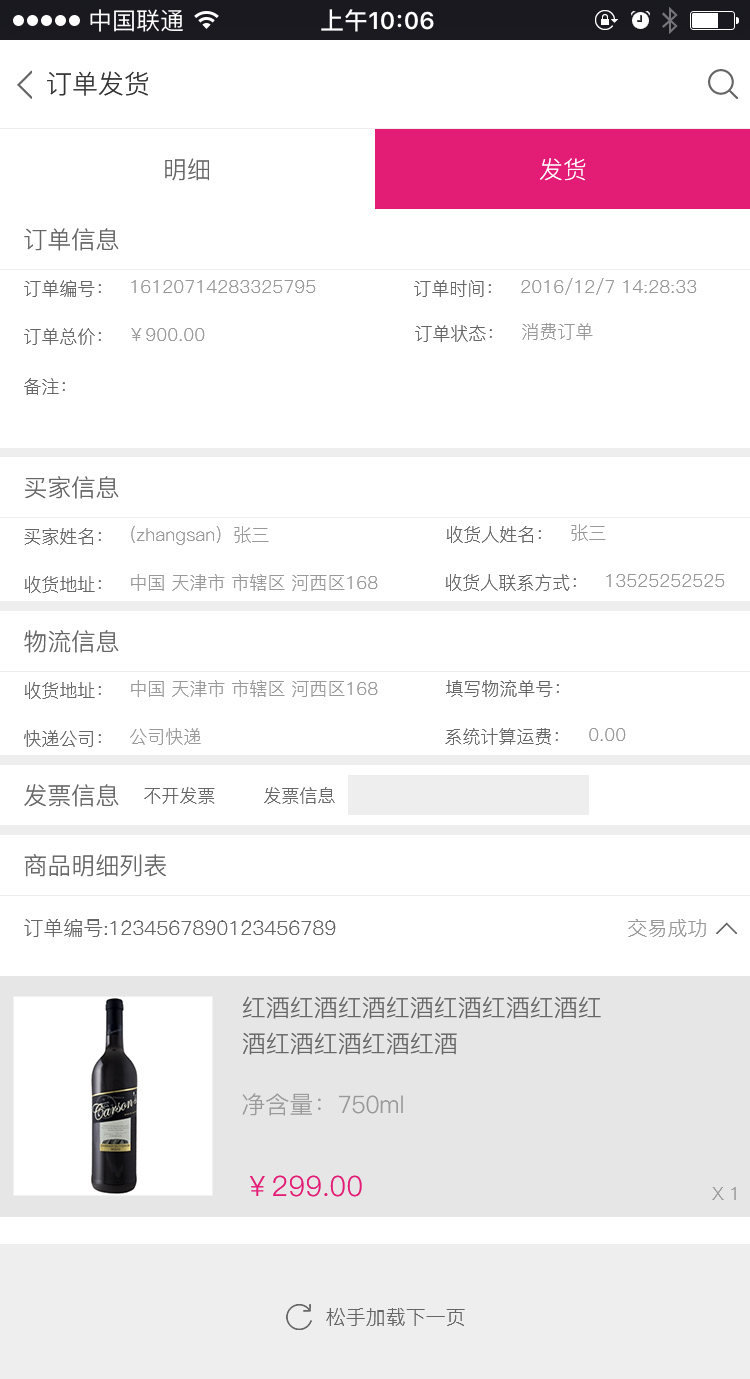 中国联通 上午10:06
订单发货
明细 发货
订单信息
订单编号： 16120714283325795 订单时间： 2016/12/7 14:28:33
订单总价： ￥900.00 订单状态： 消费订单
备注：
买家信息
买家姓名： （zhangsan）张三 收货人姓名： 张三
收货地址： 中国 天津市 市辖区 河西区168 收货人联系方式： 13525252525
物流信息
收货地址： 中国 天津市 市辖区 河西区168 填写物流单号：
快递公司： 公司快递 系统计算运费： 0.00
发票信息 不开发票 发票信息
商品明细列表
订单编号:1234567890123456789 交易成功
Carson's
红酒红酒红酒红酒红酒红酒红酒红
酒红酒红酒红酒红酒
净含量：750ml
￥299.00
X 1
松手加载下一页